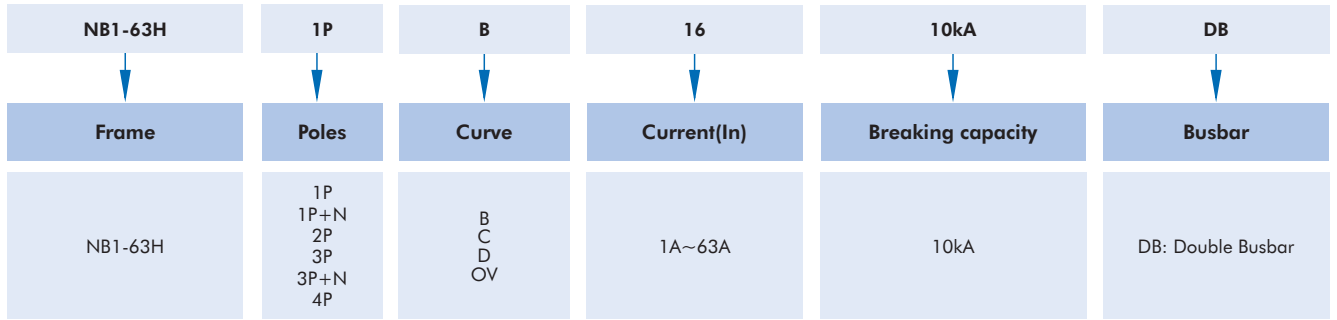 NB1-63H 1P B 16 10kA DB
Frame Poles Curve Current(In) Breaking capacity Busbar
NB1-63H
1P
1P+N
2P
3P
3P+N
4P
B
C
D
OV
1A~63A
10kA
DB: Double Busbar